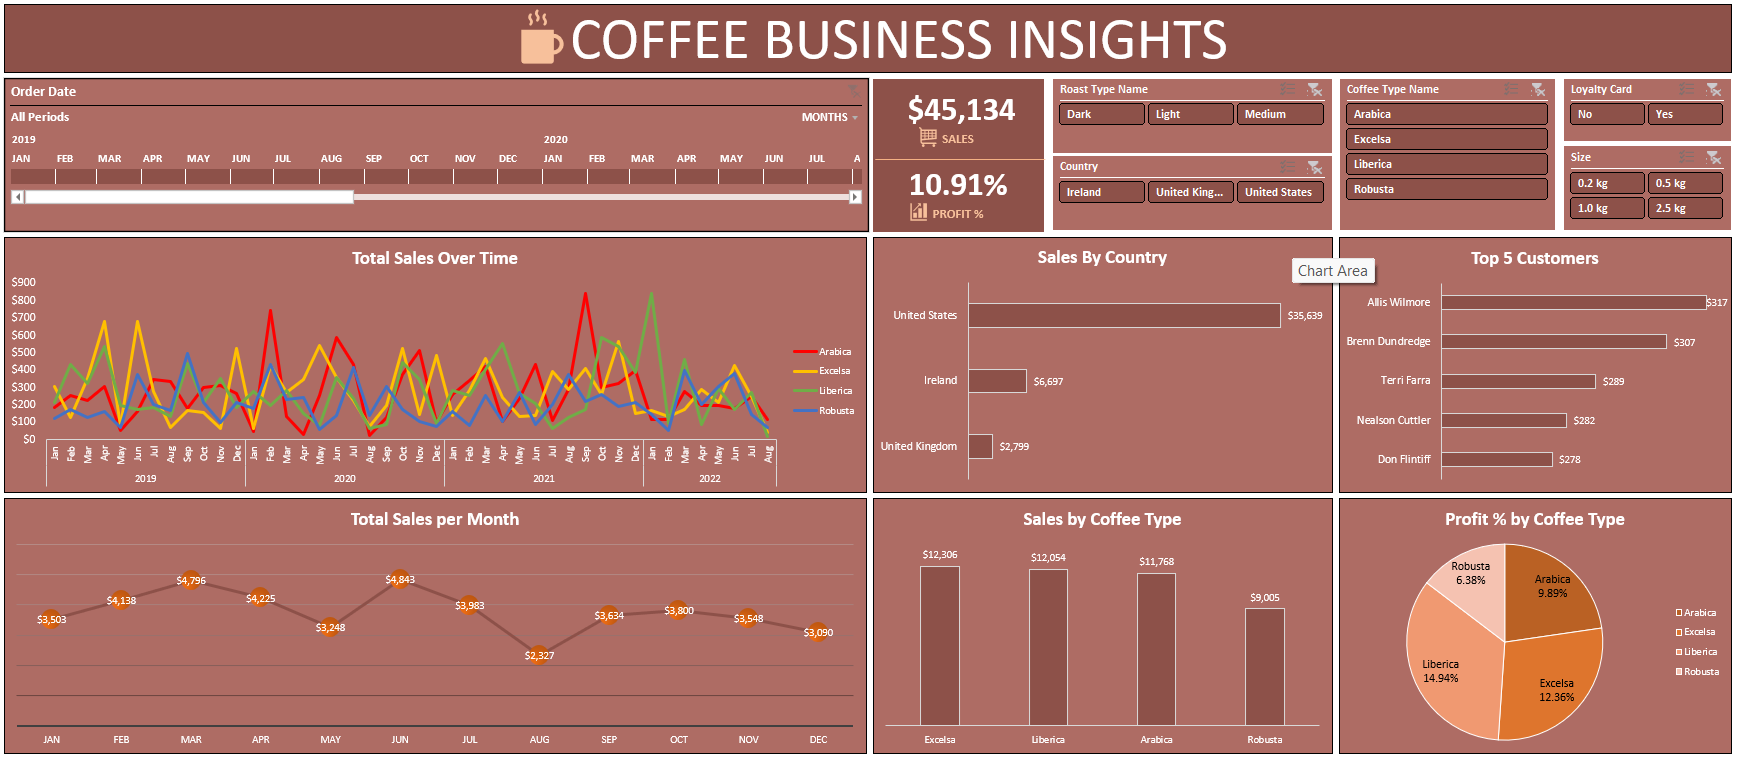 COFFEE BUSINESS INSIGHTS
Order Date
All Periods MONTHS
2019 2020
JAN FEB MAR APR MAY JUN JUL AUG SEP OCT NOV DEC JAN FEB MAR APR MAY JUN JUL A
$45,134
SALES
10.91%
PROFIT %
Roast Type Name
Dark Light Medium
Country
Ireland United King... United States
Coffee Type Name
Arabica
Excelsa
Liberica
Robusta
Loyalty Card
No Yes
Size
0.2 kg 0.5 kg
1.0 kg 2.5 kg
Total Sales Over Time
$900
$800
$700
$600
$500
$400
$300
$200
$100
$0
Jan Feb Mar Apr May Jun Jul Aug Sep Oct Nov Dec Jan Feb Mar Apr May Jun Jul Aug Sep Oct Nov Dec Jan Feb Mar Apr May Jun Jul Aug Sep Oct Nov Dec Jan Feb Mar Apr May Jun Jul Aug
2019 2020 2021 2022
Arabica
Excelsa
Liberica
Robusta
Sales By Country
Chart Area
United States $35,639
Ireland $6,697
United Kingdom $2,799
Top 5 Customers
Allis Wilmore $317
Brenn Dundredge $307
Terri Farra $289
Nealson Cuttler $282
Don Flintiff $278
Total Sales per Month
$3,503 $4,138 $4,796 $4,225 $3,248 $4,843 $3,983 $2,327 $3,634 $3,800 $3,548 $3,090
JAN FEB MAR APR MAY JUN JUL AUG SEP OCT NOV DEC
Sales by Coffee Type
$12,306 $12,054 $11,768 $9,005
Excelsa Liberica Arabica Robusta
Profit % by Coffee Type
Robusta
6.38%
Arabica
9.89%
Liberica
14.94%
Excelsa
12.36%
Arabica
Excelsa
Liberica
Robusta